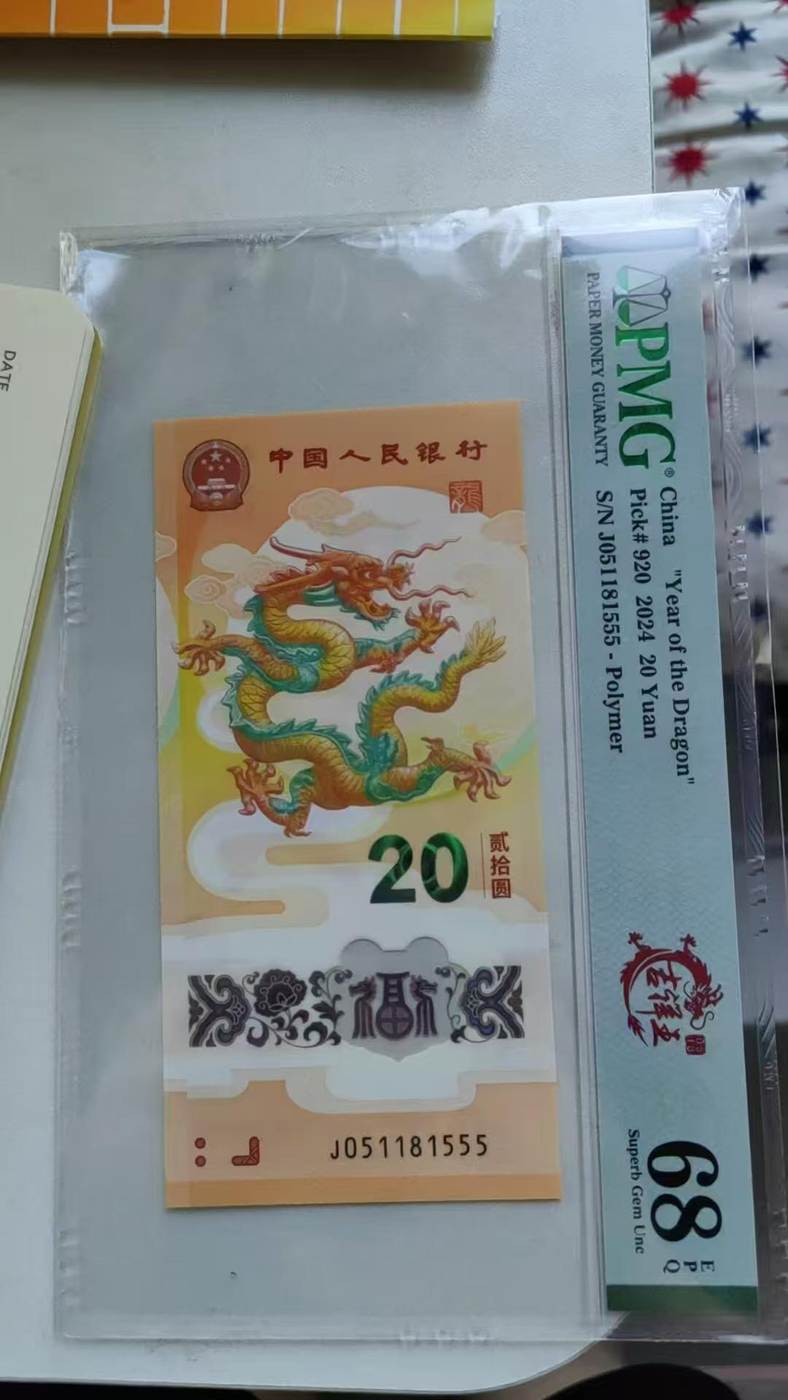 DATE
PMG®
PAPER MONEY GUARANTY
China "Year of the Dragon"
Pick# 920 2024 20 Yuan
S/N J051181555 - Polymer
68
EPQ
Superb Gem Unc
中国人民银行
20
贰拾圆
福
J051181555